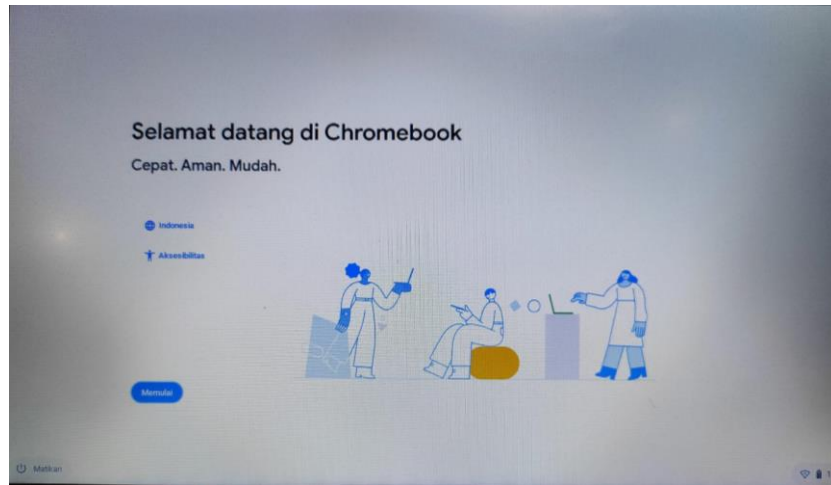 Selamat datang di Chromebook
Cepat. Aman. Mudah.
Indonesia
Aksesibilitas
Memulai
Matikan